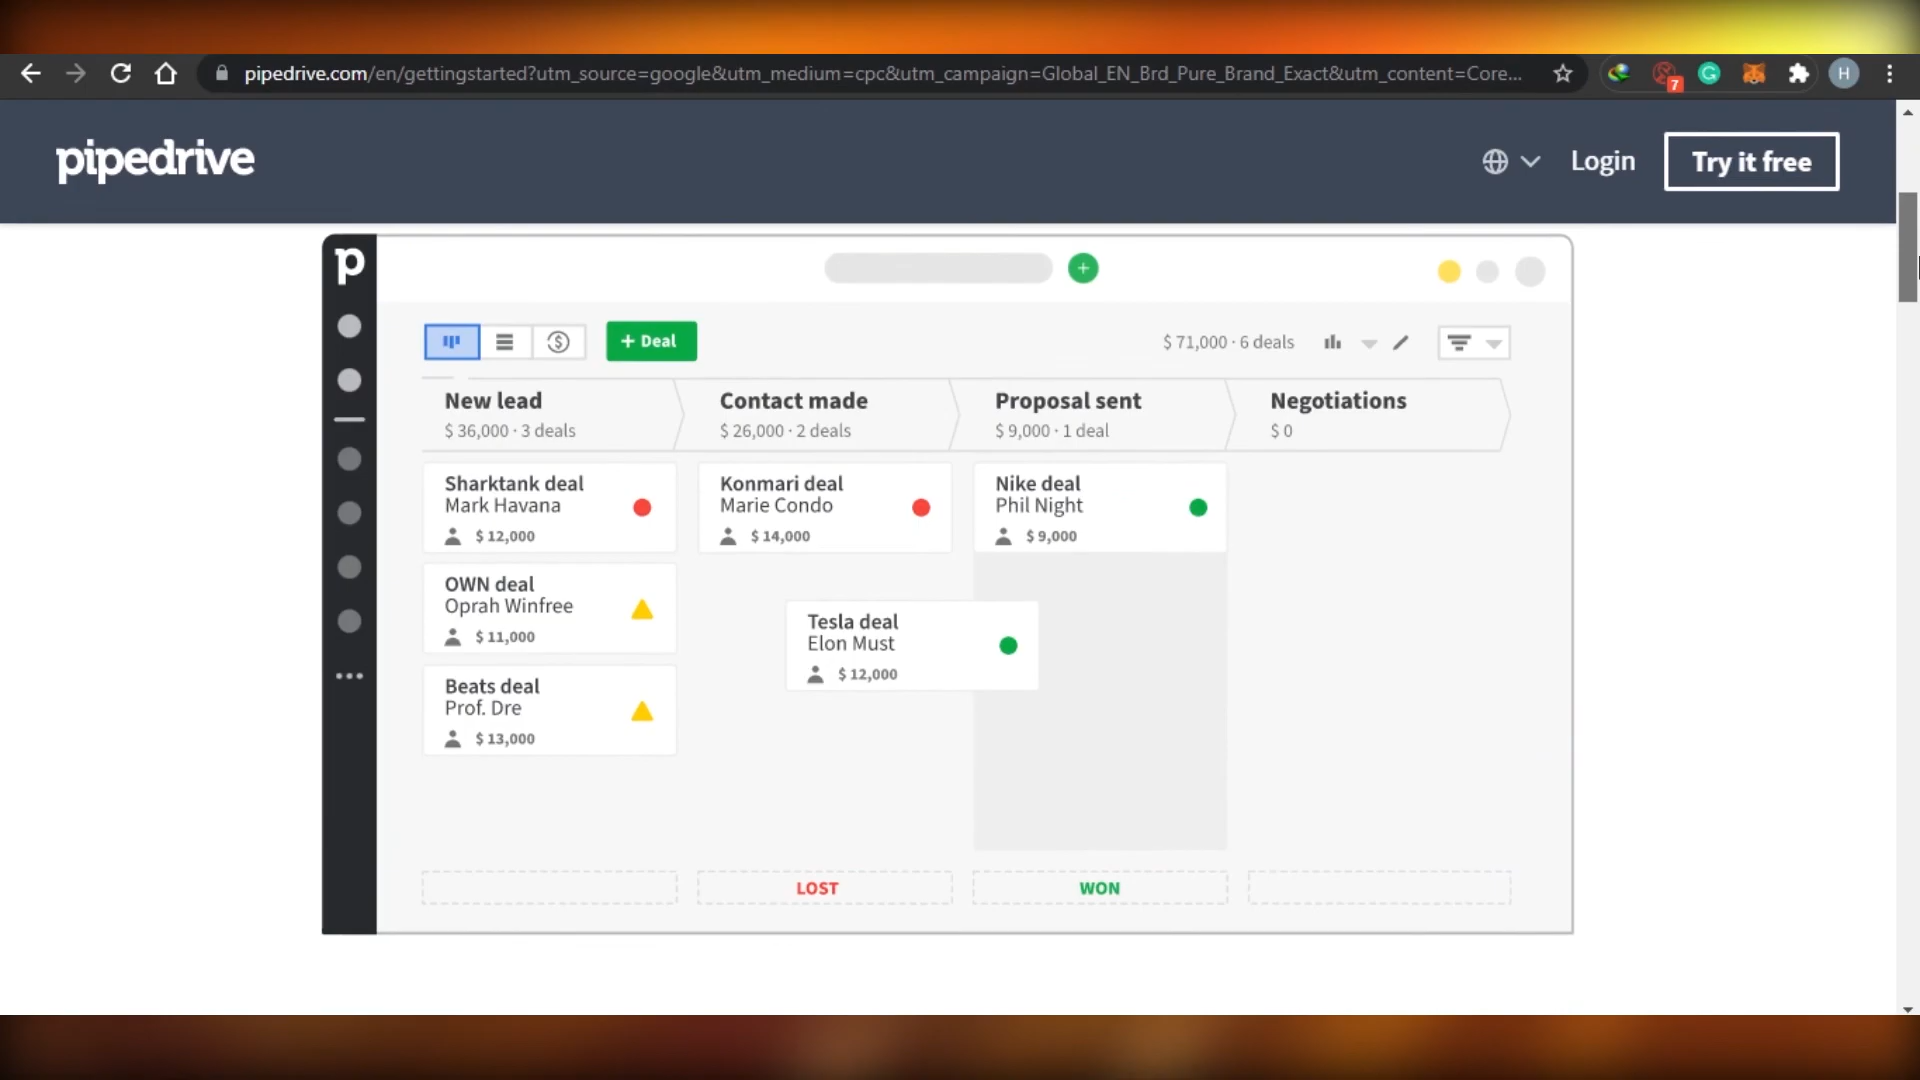 pipedrive.com/en/gettingstarted?utm_source=google&utm_medium=cpc&utm_campaign=Global_EN_Brd_Pure_Brand_Exact&utm_content=Core...
7
H
pipedrive
Login
Try it free
p
+
+ Deal
$ 71,000 · 6 deals
New lead
$ 36,000 · 3 deals
Contact made
$ 26,000 · 2 deals
Proposal sent
$ 9,000 · 1 deal
Negotiations
$ 0
Sharktank deal
Mark Havana
$ 12,000
Konmari deal
Marie Condo
$ 14,000
Nike deal
Phil Night
$ 9,000
OWN deal
Oprah Winfree
$ 11,000
Tesla deal
Elon Must
$ 12,000
Beats deal
Prof. Dre
$ 13,000
LOST
WON